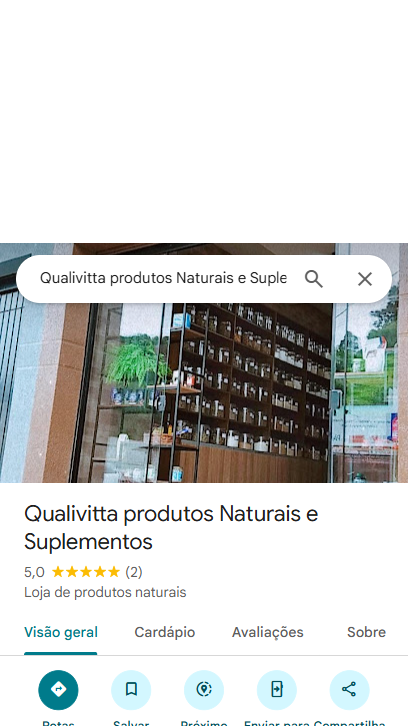 Qualivitta produtos Naturais e Suple
Qualivitta produtos Naturais e
Suplementos
5,0 (2)
Loja de produtos naturais
Visão geral Cardápio Avaliações Sobre
Rotas Salvar Próximo Enviar para Compartilha